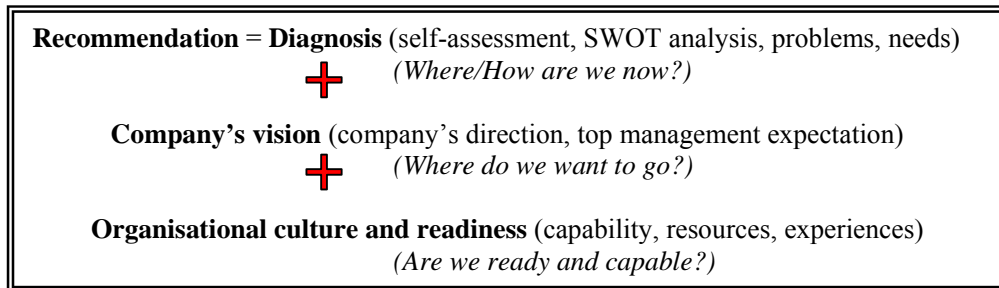 Recommendation = Diagnosis (self-assessment, SWOT analysis, problems, needs)
(Where/How are we now?)
Company’s vision (company’s direction, top management expectation)
(Where do we want to go?)
Organisational culture and readiness (capability, resources, experiences)
(Are we ready and capable?)